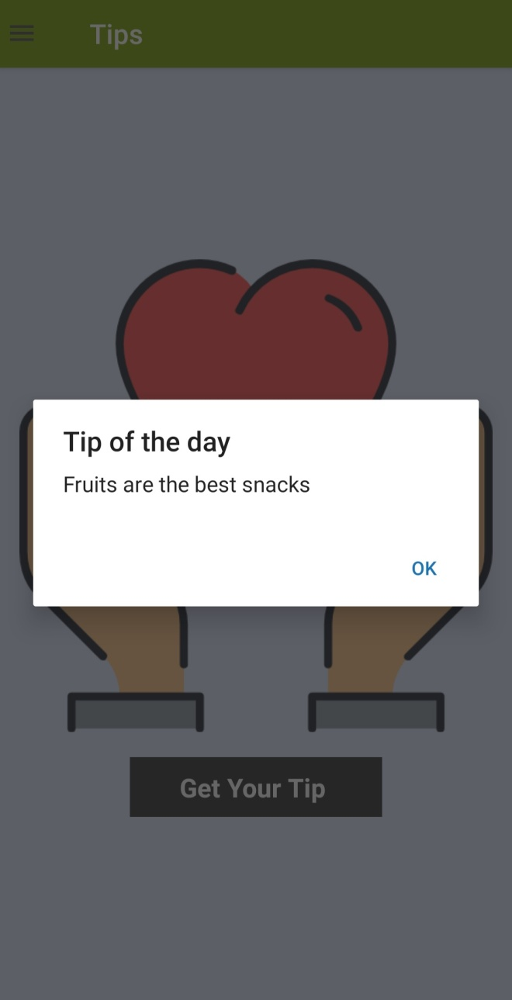 Tips
Tip of the day
Fruits are the best snacks
OK
Get Your Tip